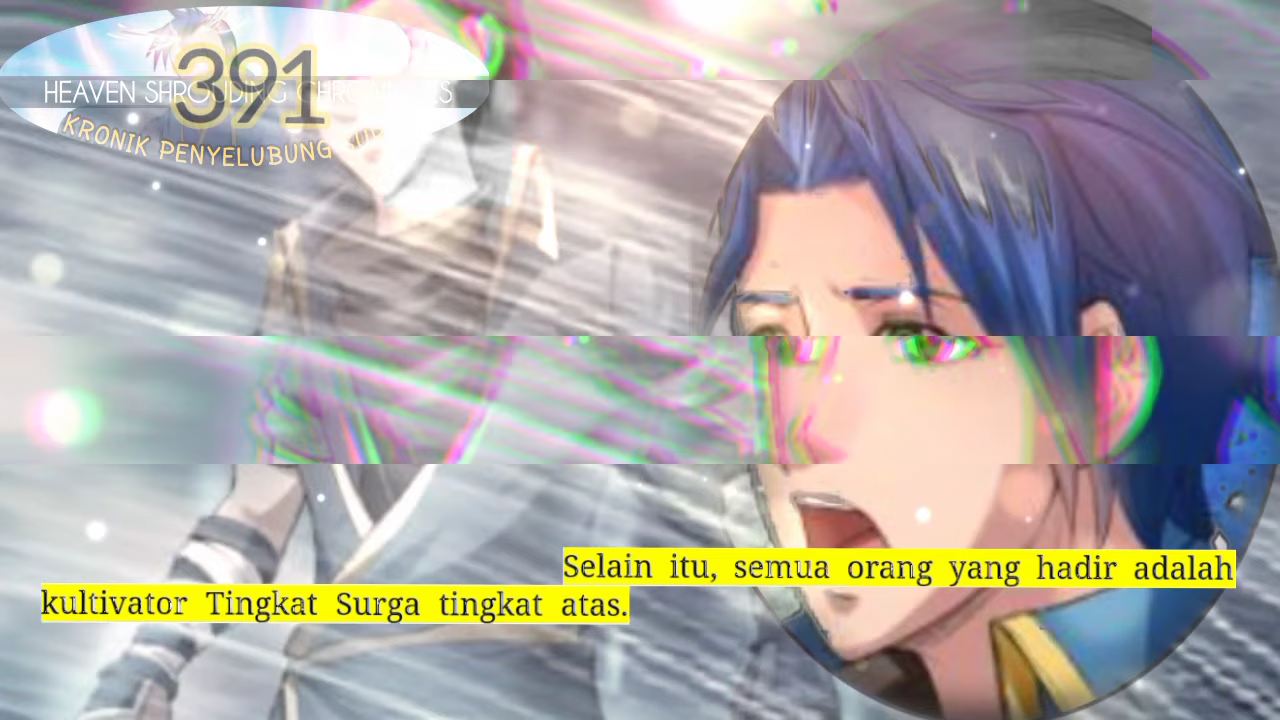 391
HEAVEN SHROUDING CHRONICLES
KRONIK PENYELUBUNG
Selain itu, semua orang yang hadir adalah
kultivator Tingkat Surga tingkat atas.